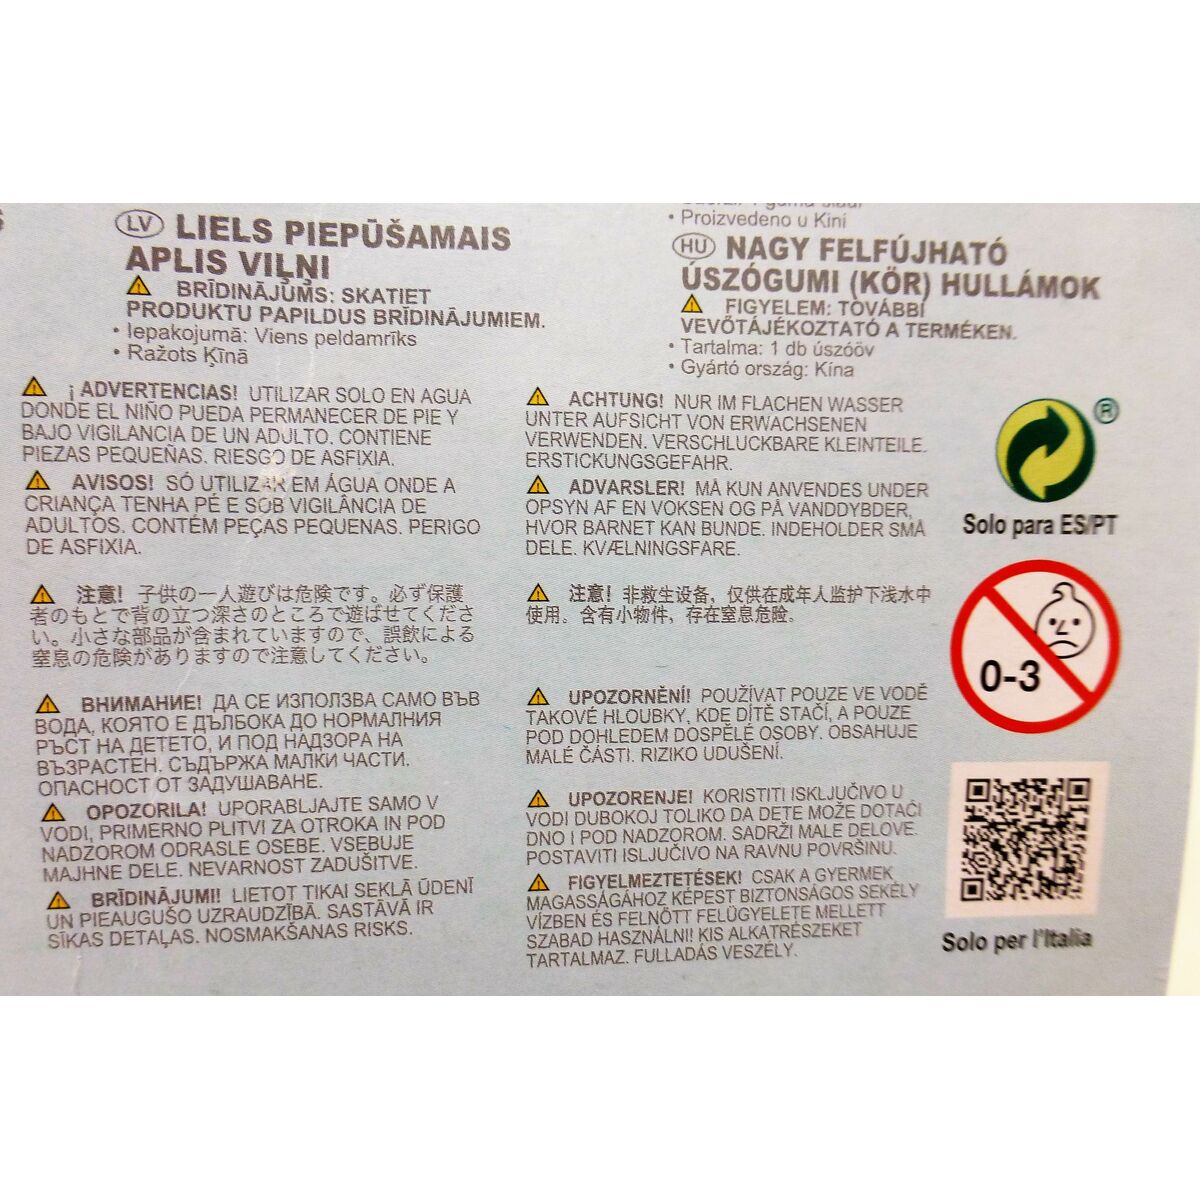 LV LIELS PIEPŪŠAMAIS
APLIS VIĻŅI
BRĪDINĀJŪMS: SKATIET
PRODUKTU PAPILDUS BRĪDINĀJUMIEM.
• Iepakojumā: Viens peldamriks
• Ražots Ķīnā
• Proizvedeno u Kini
HU NAGY FELFÚJHATÓ
ÚSZÓGUMI (KÖR) HULLÁMOK
FIGYELEM: TOVÁBBI
VEVŐTÁJÉKOZTATÓ A TERMÉKEN.
• Tartalma: 1 db úszóöv
• Gyártó ország: Kína
¡ ADVERTENCIAS! UTILIZAR SOLO EN AGUA
DONDE EL NIÑO PUEDA PERMANECER DE PIE Y
BAJO VIGILANCIA DE UN ADULTO. CONTIENE
PIEZAS PEQUEÑAS. RIESGO DE ASFIXIA.
AVISOS! SÓ UTILIZAR EM ÁGUA ONDE A
CRIANÇA TENHA PÉ E SOB VIGILÂNCIA DE
ADULTOS. CONTÉM PEÇAS PEQUENAS. PERIGO
DE ASFIXIA.
注意! 子供の一人遊びは危険です。必ず保護
者のもとで背の立つ深さのところで遊ばせてくださ
い。小さな部品が含まれていますので、誤飲による
窒息の危険がありますので注意してください。
ВНИМАНИЕ! ДА СЕ ИЗПОЛЗВА САМО ВЪВ
ВОДА, КОЯТО Е ДЪЛБОКА ДО НОРМАЛНИЯ
РЪСТ НА ДЕТЕТО, И ПОД НАДЗОРА НА
ВЪЗРАСТЕН. СЪДЪРЖА МАЛКИ ЧАСТИ.
ОПАСНОСТ ОТ ЗАДУШАВАНЕ.
OPOZORILA! UPORABLJAJTE SAMO V
VODI, PRIMERNO PLITVI ZA OTROKA IN POD
NADZOROM ODRASLE OSEBE. VSEBUJE
MAJHNE DELE. NEVARNOST ZADUŠITVE.
BRĪDINĀJUMI! LIETOT TIKAI SEKLĀ ŪDENĪ
UN PIEAUGUŠO UZRAUDZĪBĀ. SASTĀVĀ IR
SĪKAS DETAĻAS. NOSMAKŠANAS RISKS.
ACHTUNG! NUR IM FLACHEN WASSER
UNTER AUFSICHT VON ERWACHSENEN
VERWENDEN. VERSCHLUCKBARE KLEINTEILE.
ERSTICKUNGSGEFAHR.
ADVARSLER! MÅ KUN ANVENDES UNDER
OPSYN AF EN VOKSEN OG PÅ VANDDYBDER,
HVOR BARNET KAN BUNDE. INDEHOLDER SMÅ
DELE. KVÆLNINGSFARE.
注意! 非救生设备, 仅供在成年人监护下浅水中
使用。含有小物件, 存在窒息危险。
UPOZORNĚNÍ! POUŽÍVAT POUZE VE VODĚ
TAKOVÉ HLOUBKY, KDE DÍTĚ STAČÍ, A POUZE
POD DOHLEDEM DOSPĚLÉ OSOBY. OBSAHUJE
MALÉ ČÁSTI. RIZIKO UDUŠENÍ.
UPOZORENJE! KORISTITI ISKLJUČIVO U
VODI DUBOKOJ TOLIKO DA DETE MOŽE DOTAĆI
DNO I POD NADZOROM. SADRŽI MALE DELOVE.
POSTAVITI ISLJUČIVO NA RAVNU POVRŠINU.
FIGYELMEZTETÉSEK! CSAK A GYERMEK
MAGASSÁGÁHOZ KÉPEST BIZTONSÁGOS SEKÉLY
VÍZBEN ÉS FELNŐTT FELÜGYELETE MELLETT
SZABAD HASZNÁLNI! KIS ALKATRÉSZEKET
TARTALMAZ. FULLADÁS VESZÉLY.
®
Solo para ES/PT
0-3
Solo per l'Italia